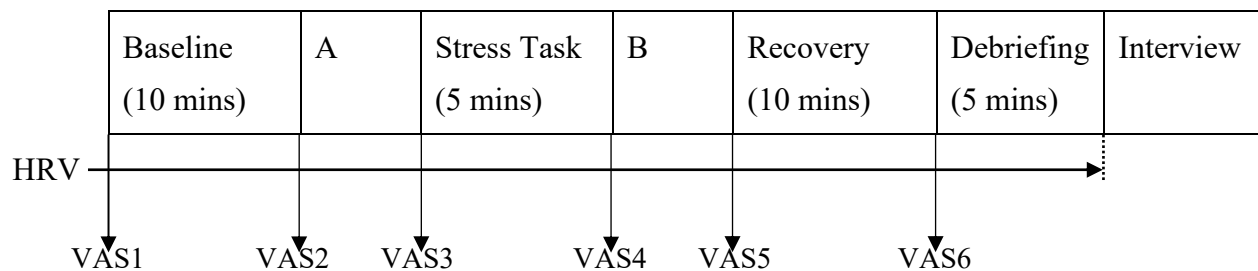 Baseline
(10 mins)
A
Stress Task
(5 mins)
B
Recovery
(10 mins)
Debriefing
(5 mins)
Interview
HRV
VAS1
VAS2
VAS3
VAS4
VAS5
VAS6